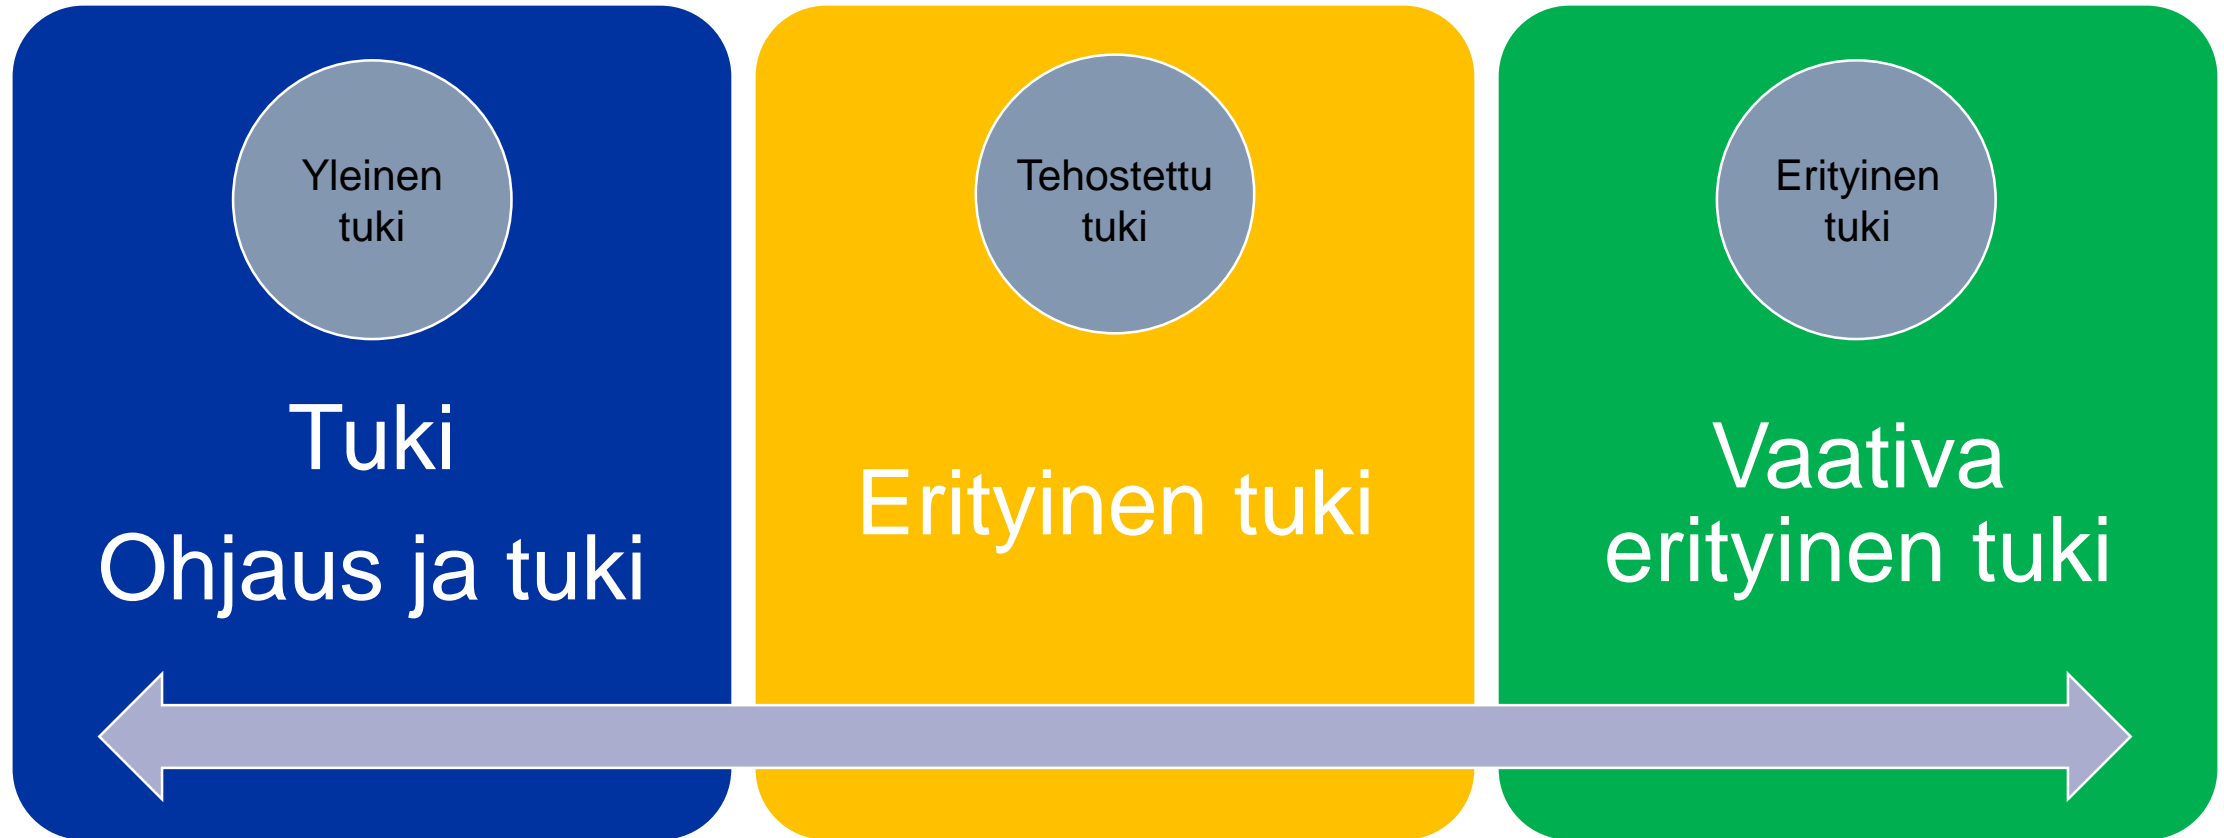 Yleinen
tuki
Tuki
Ohjaus ja tuki
Tehostettu
tuki
Erityinen tuki
Erityinen
tuki
Vaativa
erityinen tuki